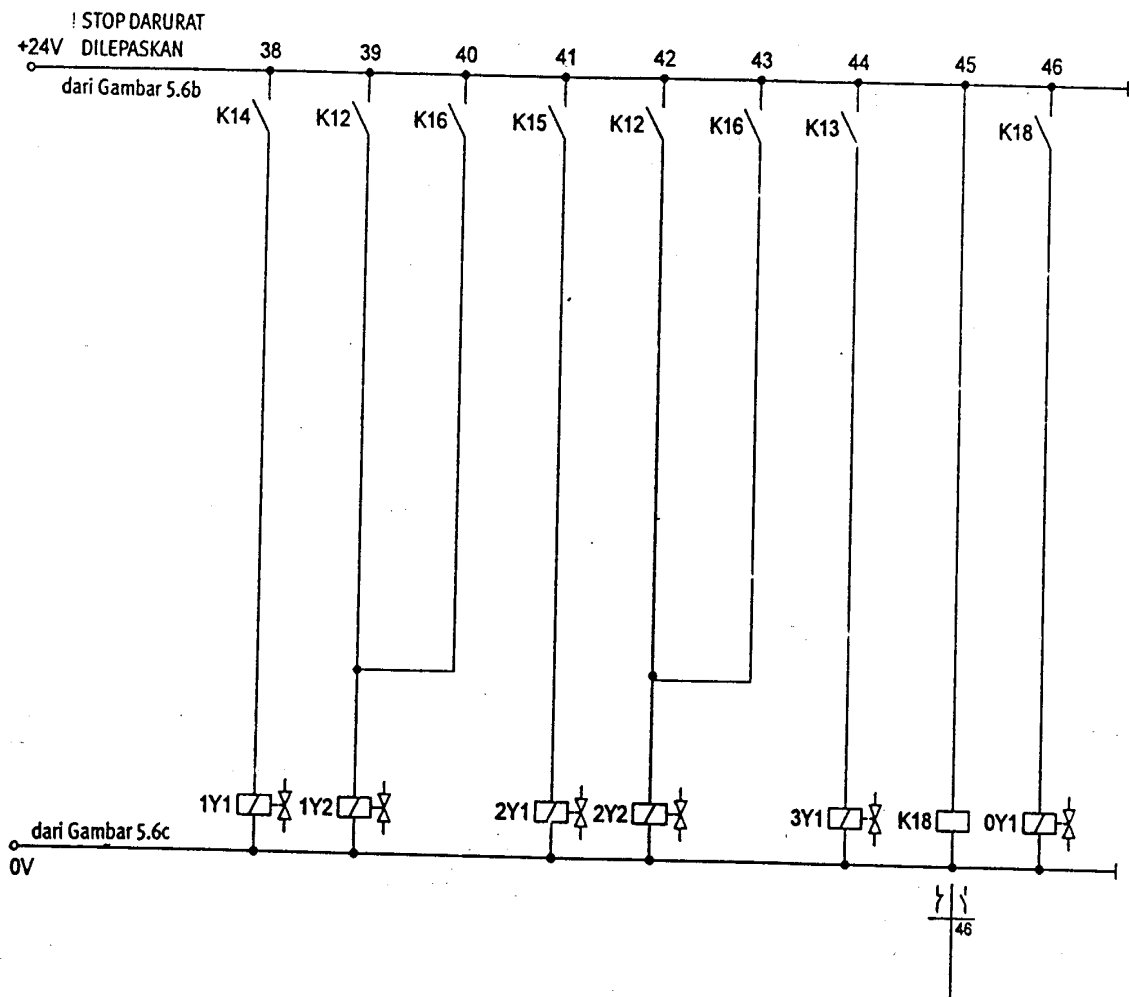 ! STOP DARURAT
+24V DILEPASKAN 38 39 40 41 42 43 44 45 46
dari Gambar 5.6b
K14 K12 K16 K15 K12 K16 K13 K18
1Y1 1Y2 2Y1 2Y2 3Y1 K18 0Y1
dari Gambar 5.6c
0V
46